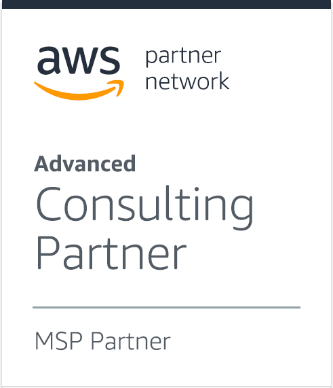 aws partner
network
Advanced
Consulting
Partner
MSP Partner